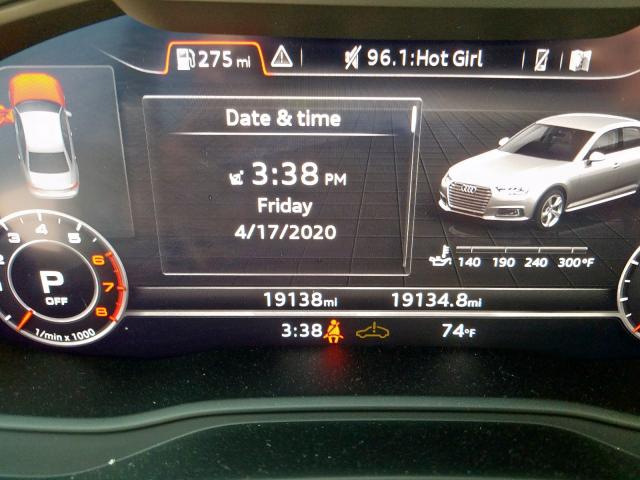 275 mi 96.1:Hot Girl
Date & time
3:38 PM
Friday
4/17/2020
140 190 240 300°F
3 4 5 6 7 8
P
OFF
1/min x 1000
19138mi 19134.8mi
3:38 74°F